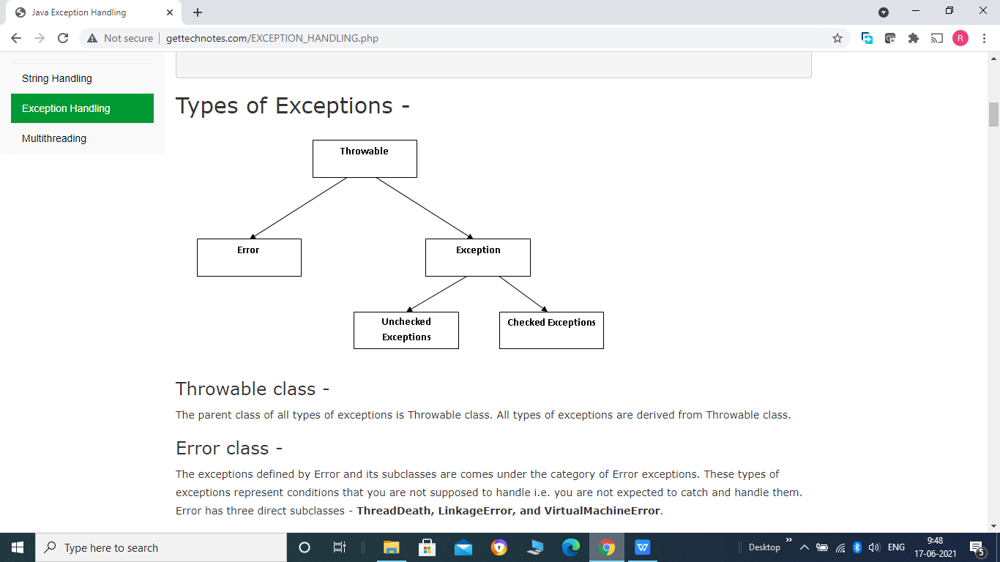 Java Exception Handling
Not secure
gettechnotes.com/EXCEPTION_HANDLING.php
R
String Handling
Exception Handling
Multithreading
Types of Exceptions -
Throwable
Error
Exception
Unchecked
Exceptions
Checked Exceptions
Throwable class -
The parent class of all types of exceptions is Throwable class. All types of exceptions are derived from Throwable class.
Error class -
The exceptions defined by Error and its subclasses are comes under the category of Error exceptions. These types of
exceptions represent conditions that you are not supposed to handle i.e. you are not expected to catch and handle them.
Error has three direct subclasses - ThreadDeath, LinkageError, and VirtualMachineError.
Type here to search
Desktop
ENG
9:48
17-06-2021
5